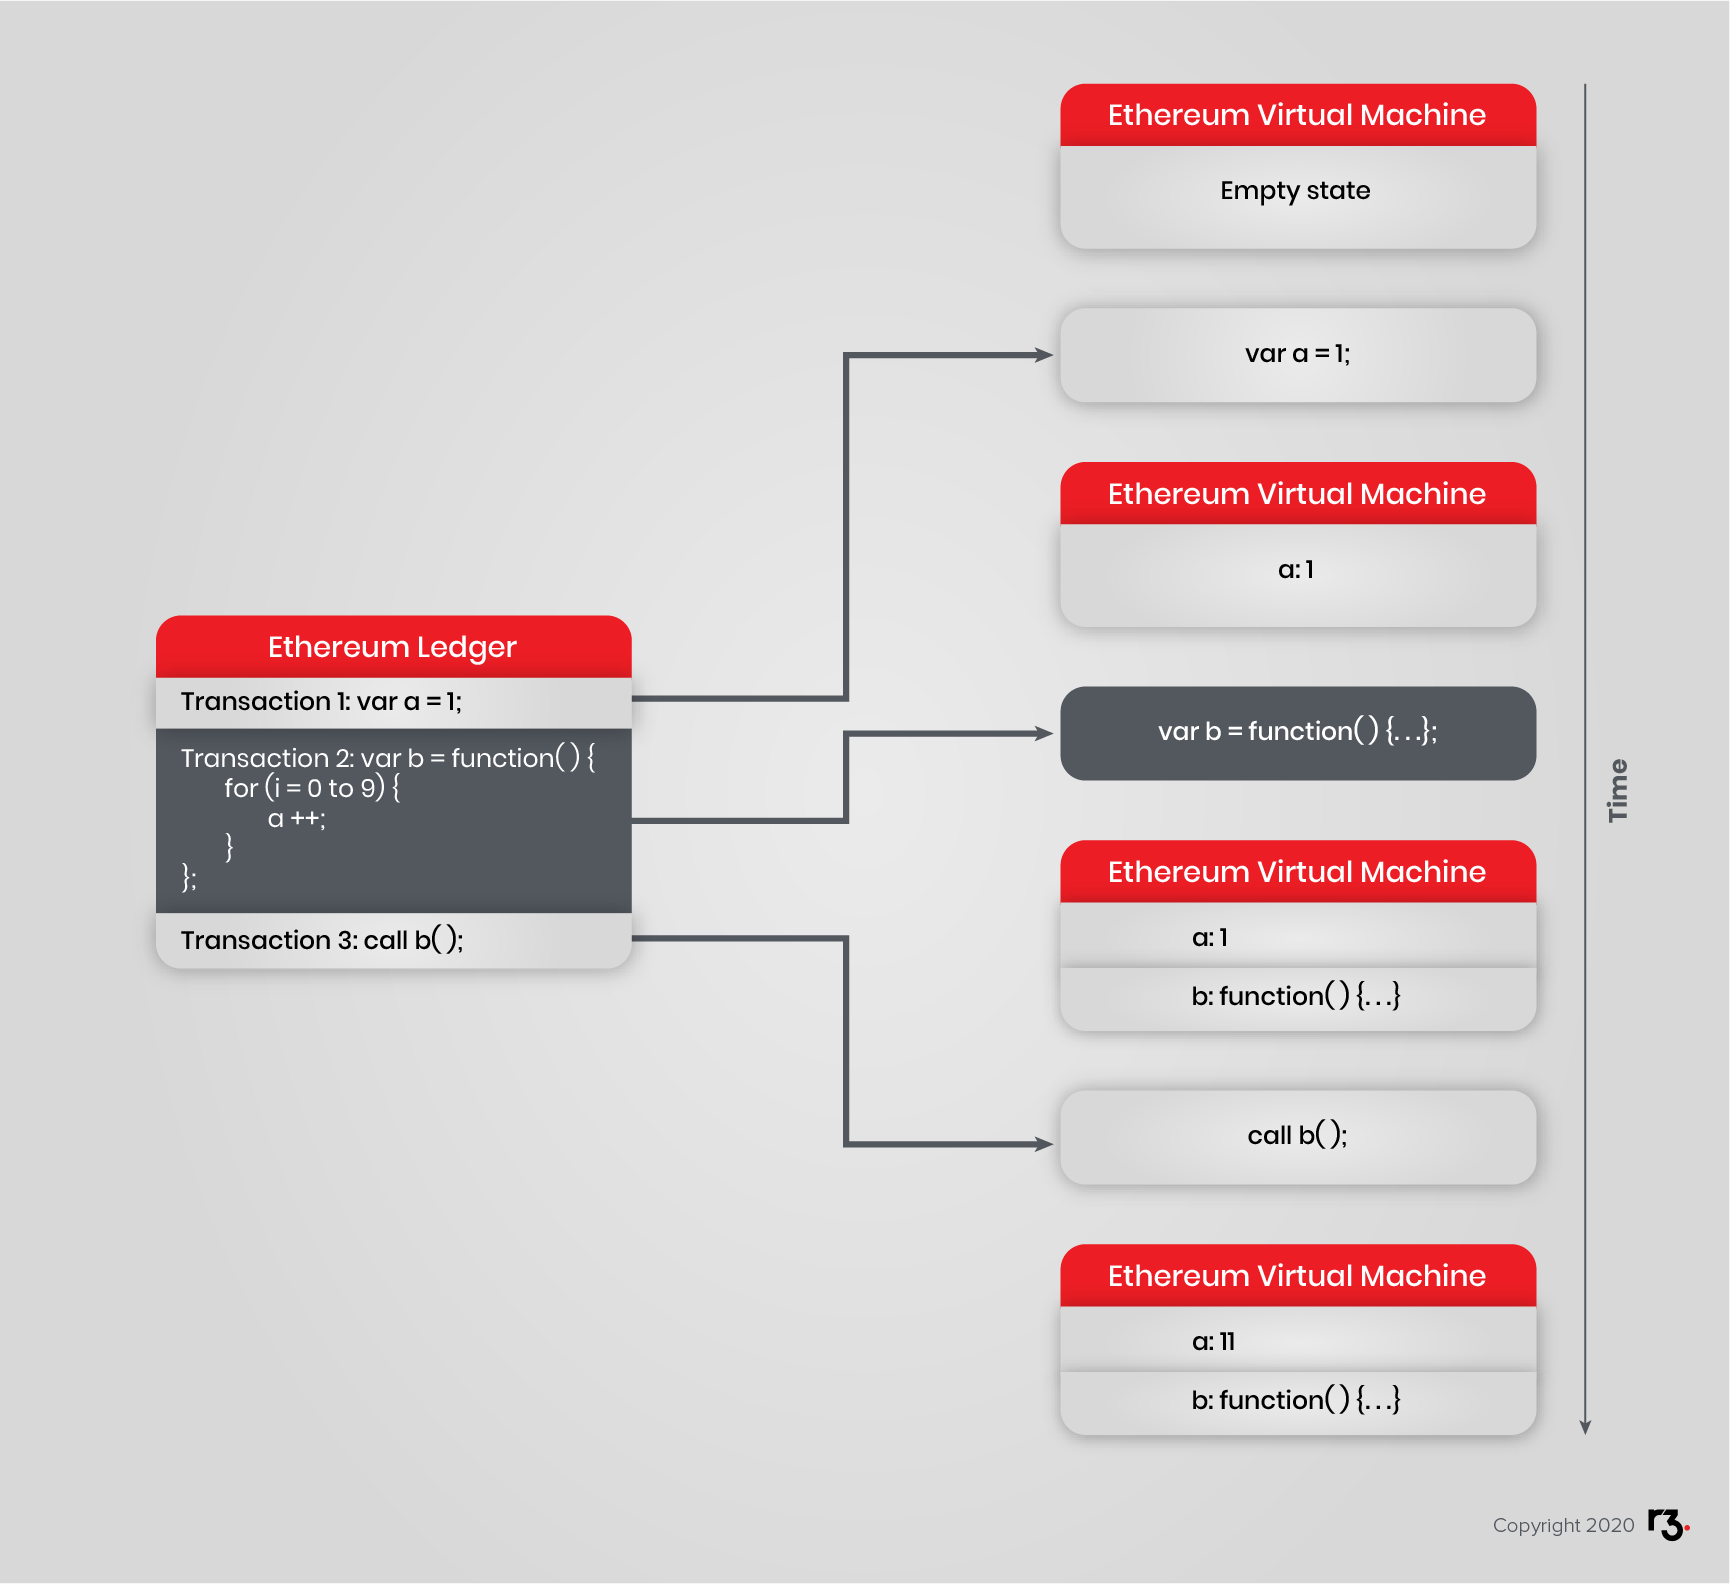 Ethereum Ledger
Transaction 1: var a = 1;
Transaction 2: var b = function( ) {
for (i = 0 to 9) {
a ++;
}
};
Transaction 3: call b( );
Ethereum Virtual Machine
Empty state
var a = 1;
Ethereum Virtual Machine
a: 1
var b = function( ) {. . .};
Ethereum Virtual Machine
a: 1
b: function( ) {. . .}
call b( );
Ethereum Virtual Machine
a: 11
b: function( ) {. . .}
Time
Copyright 2020 r3.